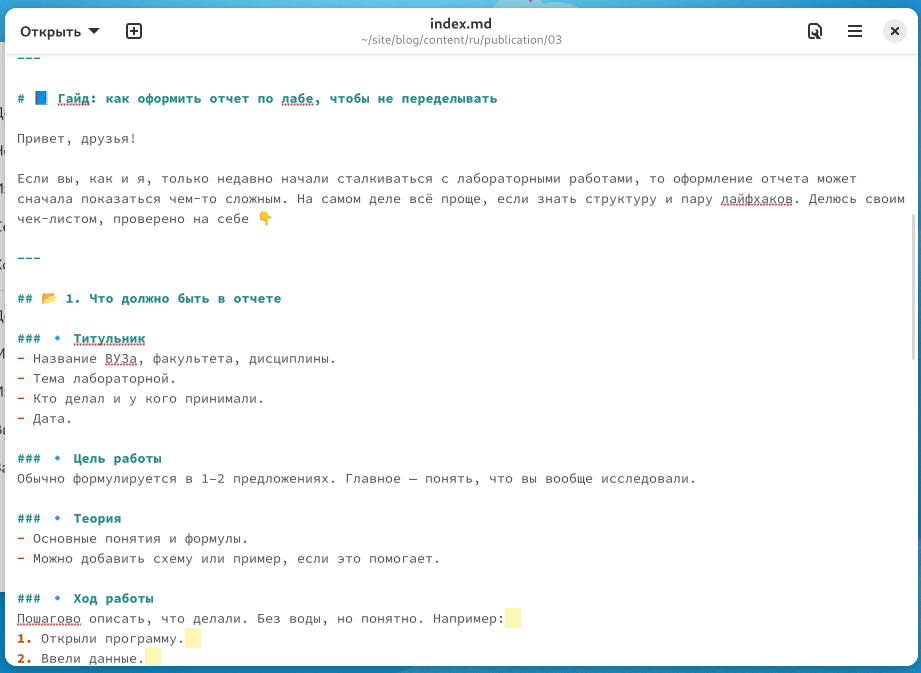 Открыть
index.md
~/site/blog/content/ru/publication/03
---
# 📘 Гайд: как оформить отчет по лабе, чтобы не переделывать
Привет, друзья!
Если вы, как и я, только недавно начали сталкиваться с лабораторными работами, то оформление отчета может
сначала показаться чем-то сложным. На самом деле всё проще, если знать структуру и пару лайфхаков. Делюсь своим
чек-листом, проверено на себе 👇
---
## 📂 1. Что должно быть в отчете
### 🔹 Титульник
- Название ВУЗа, факультета, дисциплины.
- Тема лабораторной.
- Кто делал и у кого принимали.
- Дата.
### 🔹 Цель работы
Обычно формулируется в 1–2 предложениях. Главное — понять, что вы вообще исследовали.
### 🔹 Теория
- Основные понятия и формулы.
- Можно добавить схему или пример, если это помогает.
### 🔹 Ход работы
Пошагово описать, что делали. Без воды, но понятно. Например:
1. Открыли программу.
2. Ввели данные.